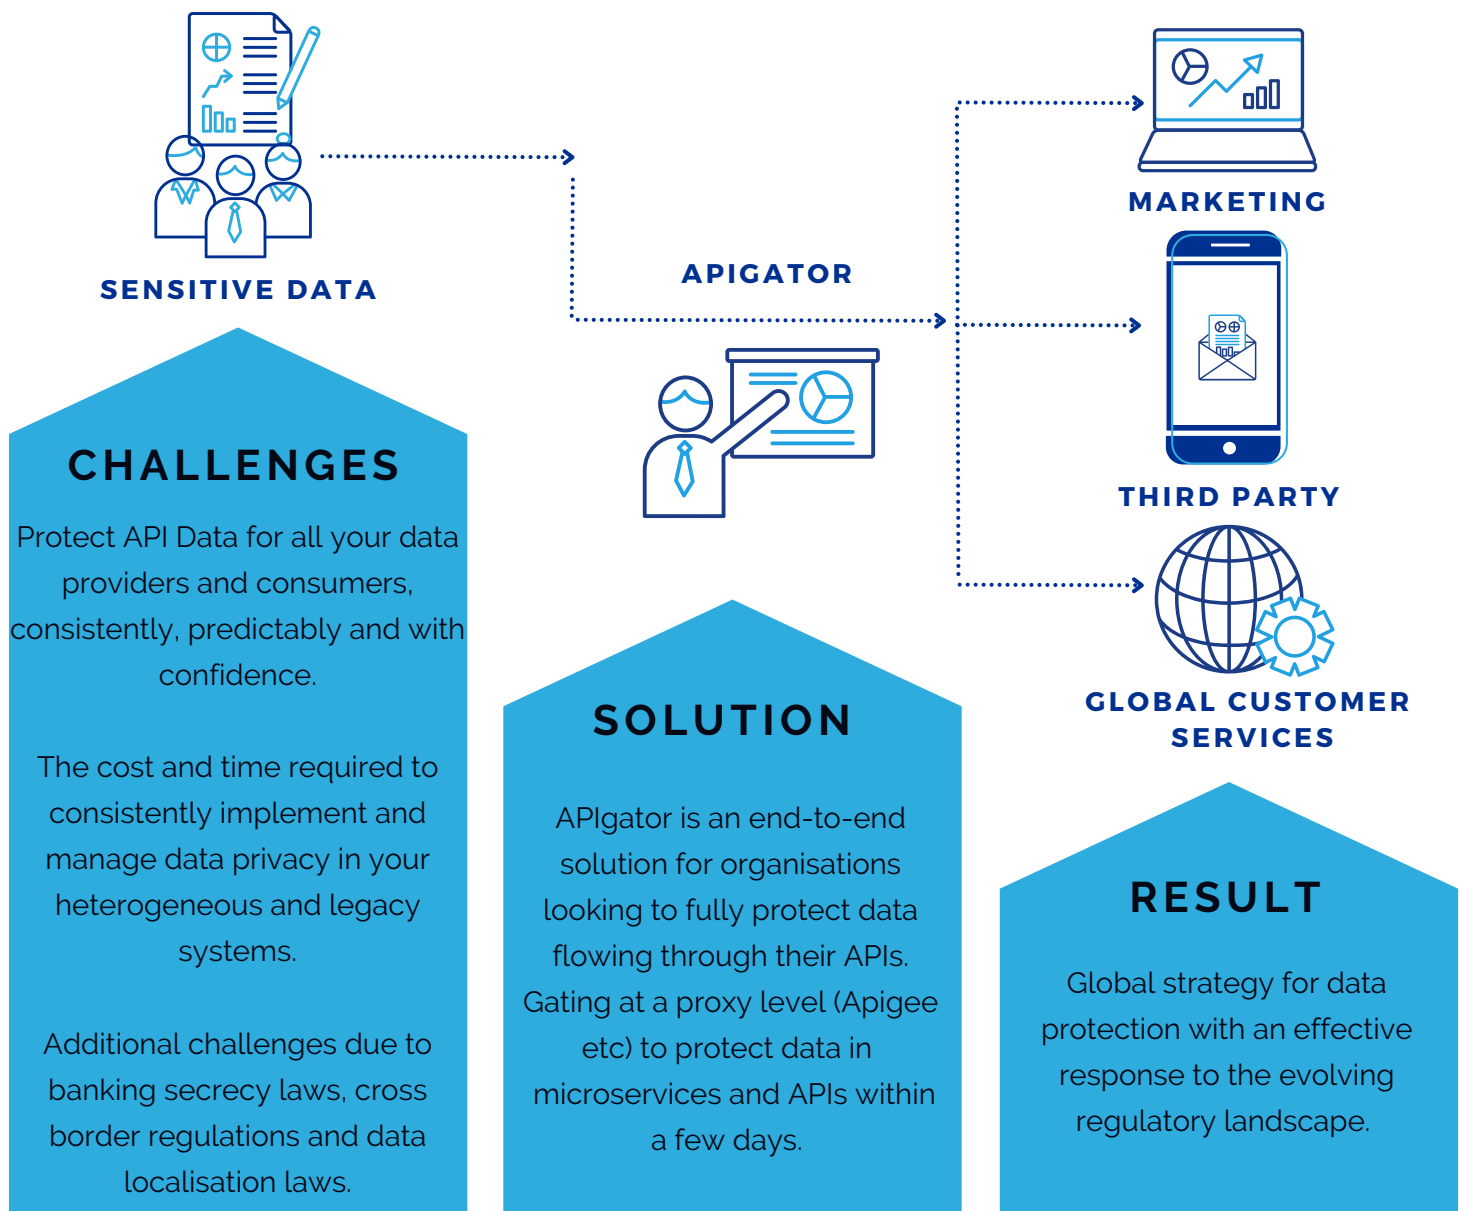 SENSITIVE DATA
APIGATOR
MARKETING
THIRD PARTY
GLOBAL CUSTOMER
SERVICES
CHALLENGES
Protect API Data for all your data
providers and consumers,
consistently, predictably and with
confidence.
The cost and time required to
consistently implement and
manage data privacy in your
heterogeneous and legacy
systems.
Additional challenges due to
banking secrecy laws, cross
border regulations and data
localisation laws.
SOLUTION
APIgator is an end-to-end
solution for organisations
looking to fully protect data
flowing through their APIs.
Gating at a proxy level (Apigee
etc) to protect data in
microservices and APIs within
a few days.
RESULT
Global strategy for data
protection with an effective
response to the evolving
regulatory landscape.